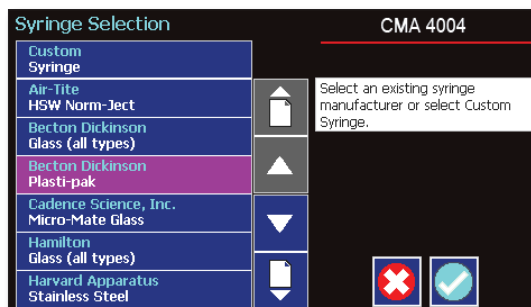 Syringe Selection
CMA 4004
Custom
Syringe
Air-Tite
HSW Norm-Ject
Becton Dickinson
Glass (all types)
Becton Dickinson
Plasti-pak
Cadence Science, Inc.
Micro-Mate Glass
Hamilton
Glass (all types)
Harvard Apparatus
Stainless Steel
Select an existing syringe
manufacturer or select Custom
Syringe.